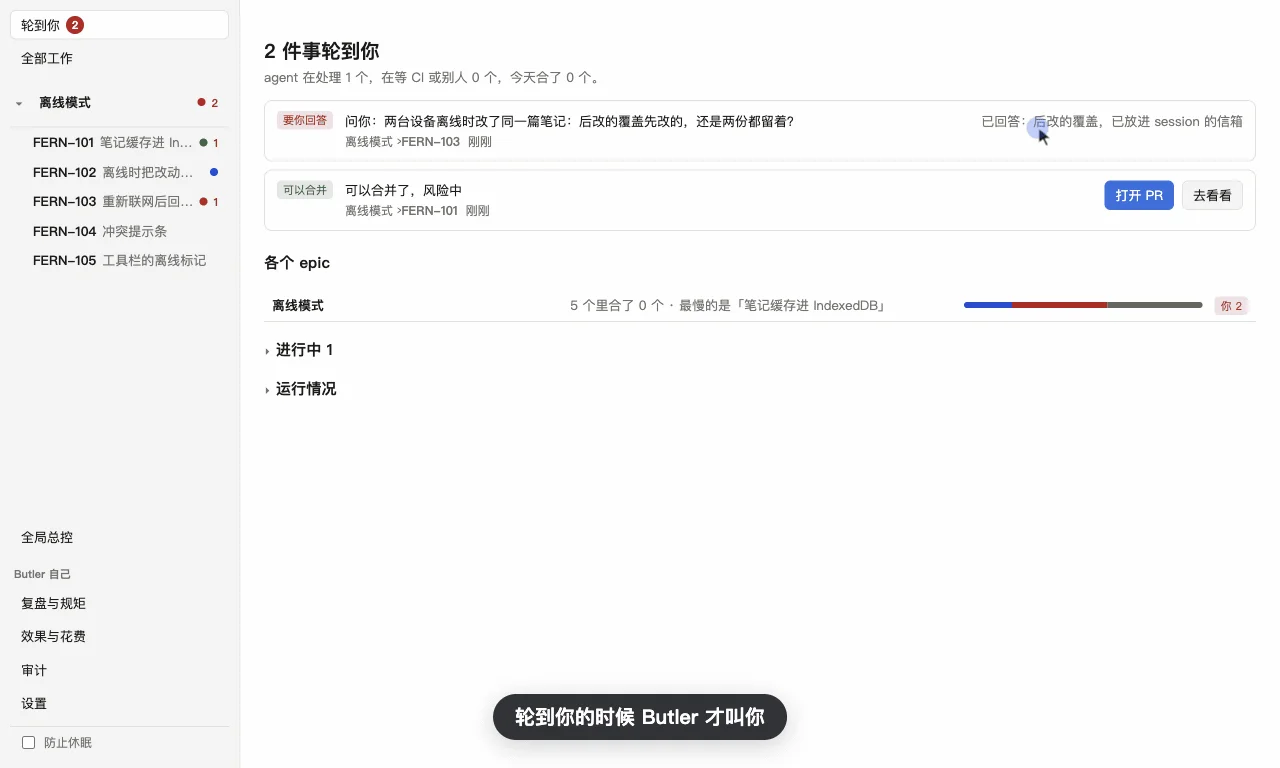 轮到你 2
全部工作
离线模式 2
FERN-101 笔记缓存进 In... 1
FERN-102 离线时把改动...
FERN-103 重新联网后回... 1
FERN-104 冲突提示条
FERN-105 工具栏的离线标记
全局总控
Butler 自己
复盘与规矩
效果与花费
审计
设置
防止休眠
2 件事轮到你
agent 在处理 1 个，在等 CI 或别人 0 个，今天合了 0 个。
要你回答 问你：两台设备离线时改了同一篇笔记：后改的覆盖先改的，还是两份都留着？ 已回答：后改的覆盖，已放进 session 的信箱
离线模式 >FERN-103 刚刚
可以合并 可以合并了，风险中 打开 PR 去看看
离线模式 >FERN-101 刚刚
各个 epic
离线模式 5 个里合了 0 个 · 最慢的是「笔记缓存进 IndexedDB」 你 2
进行中 1
运行情况
轮到你的时候 Butler 才叫你